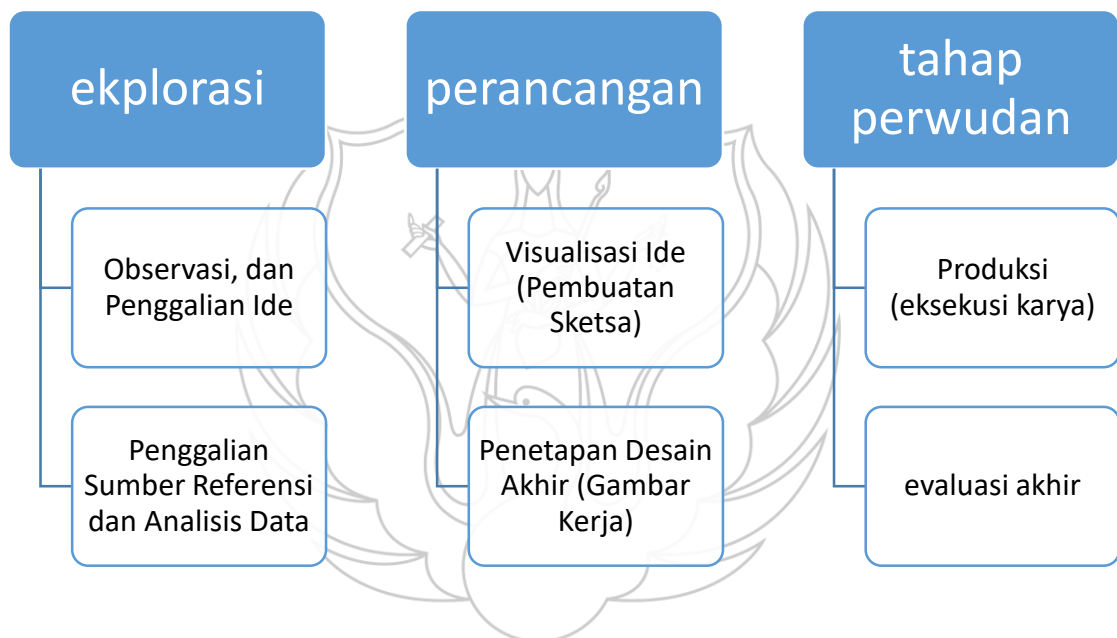 ekplorasi
Observasi, dan
Penggalian Ide
Penggalian
Sumber Referensi
dan Analisis Data
perancangan
Visualisasi Ide
(Pembuatan
Sketsa)
Penetapan Desain
Akhir (Gambar
Kerja)
tahap
perwudan
Produksi
(eksekusi karya)
evaluasi akhir